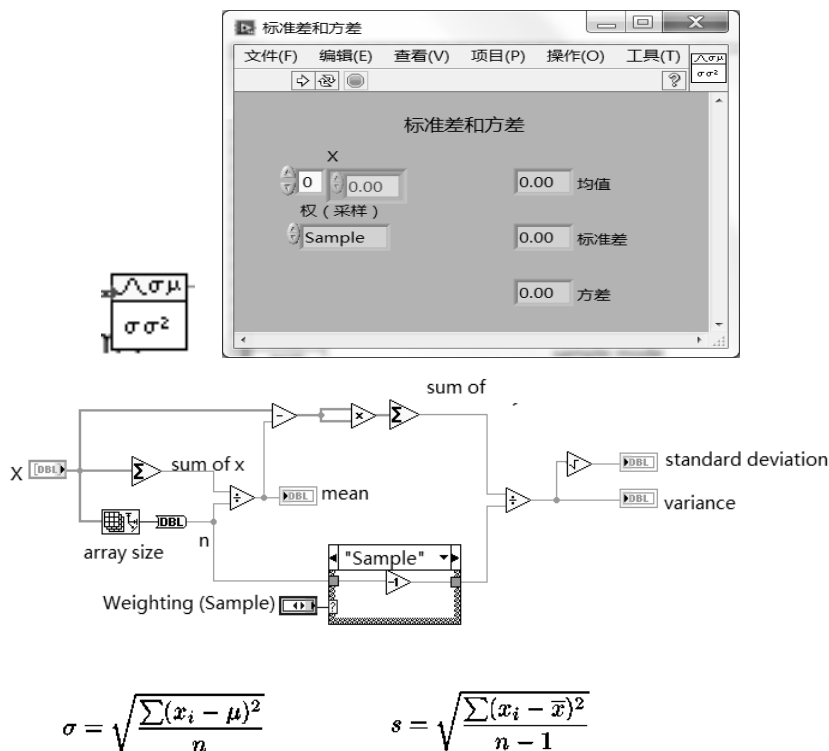 标准差和方差
文件(F) 编辑(E) 查看(V) 项目(P) 操作(O) 工具(T)
σμ
σσ²
?
标准差和方差
X
0 0.00
0.00 均值
权（采样）
Sample
0.00 标准差
0.00 方差
σμ
σσ²
sum of
X DBL
Σ
sum of x
- × Σ
÷
DBL mean
DBL
n
array size
÷
√
DBL standard deviation
DBL variance
"Sample"
-1
Weighting (Sample)
?
σ = √(∑(xᵢ − μ)² / n)
s = √(∑(xᵢ − x̄)² / (n − 1))